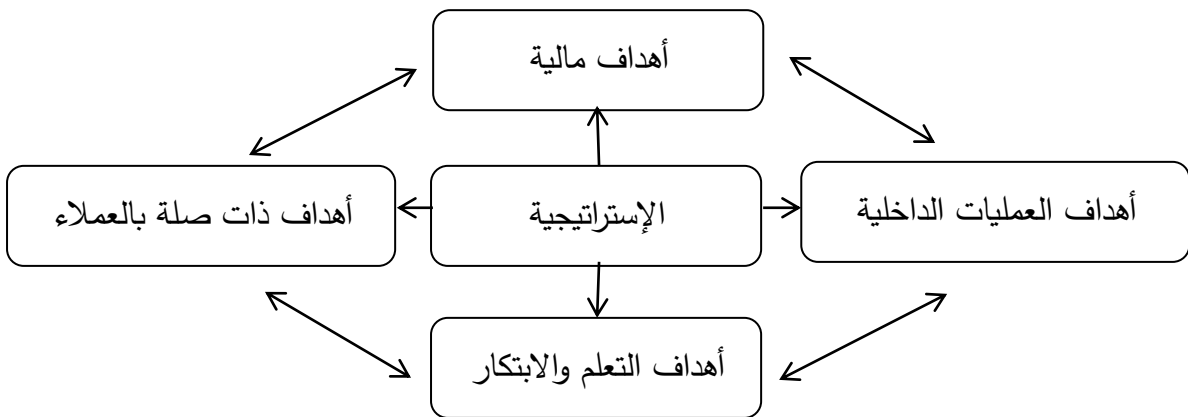 أهداف مالية
أهداف العمليات الداخلية
الإستراتيجية
أهداف ذات صلة بالعملاء
أهداف التعلم والابتكار